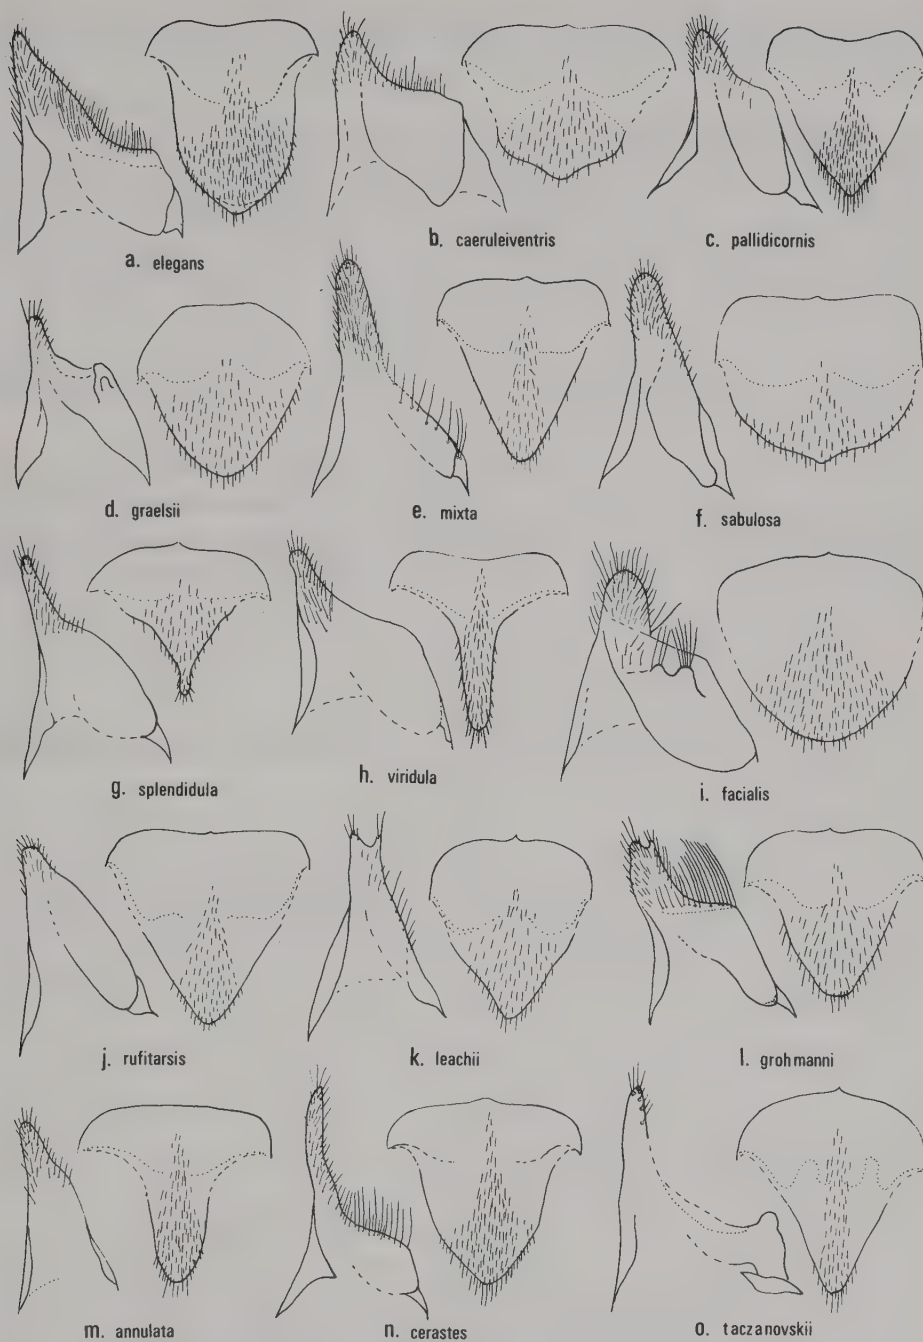 a. elegans
b. caeruleiventris
c. pallidicornis
d. graelsii
e. mixta
f. sabulosa
g. splendidula
h. viridula
i. facialis
j. rufitarsis
k. leachii
l. grohmanni
m. annulata
n. cerastes
o. taczanovskii